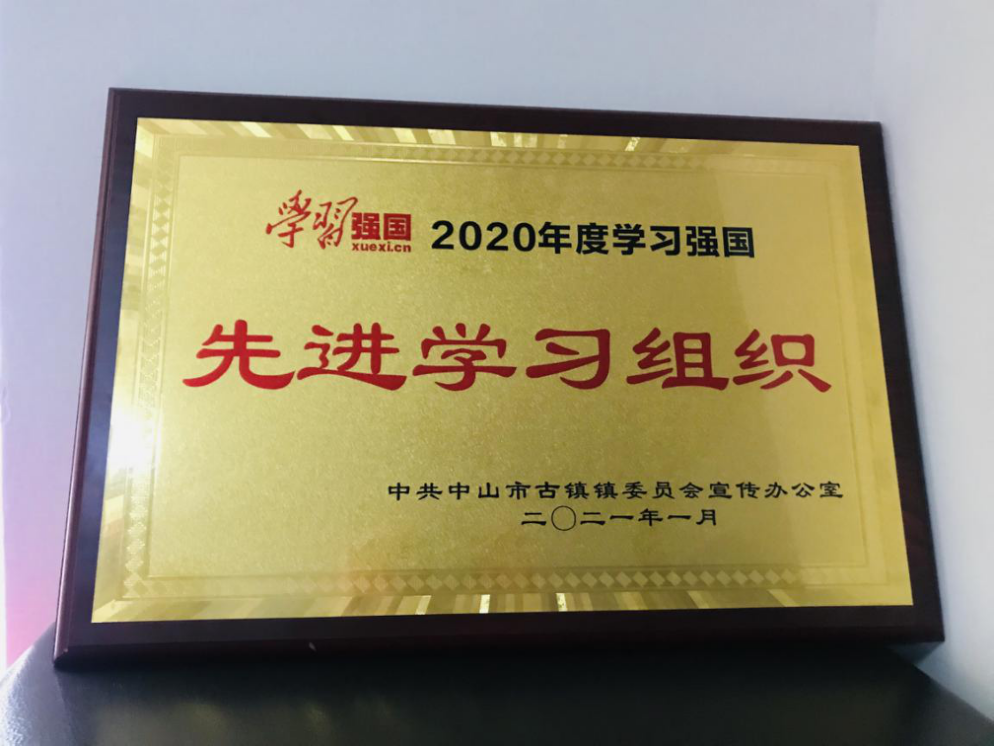 學習强国 2020年度学习强国
xuexi.cn
先进学习组织
中共中山市古镇镇委员会宣传办公室
二〇二一年一月